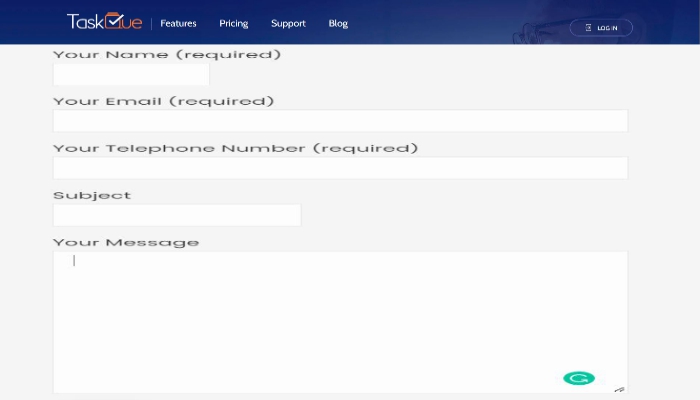 TaskQue
Features Pricing Support Blog
LOG IN
Your Name (required)
Your Email (required)
Your Telephone Number (required)
Subject
Your Message